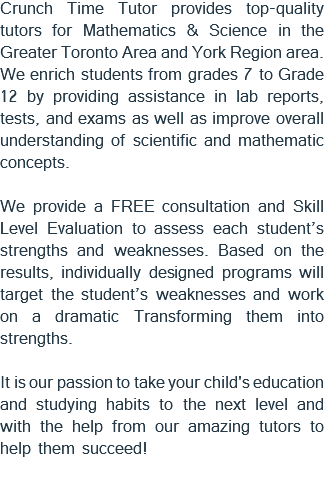 Crunch Time Tutor provides top-quality
tutors for Mathematics & Science in the
Greater Toronto Area and York Region area.
We enrich students from grades 7 to Grade
12 by providing assistance in lab reports,
tests, and exams as well as improve overall
understanding of scientific and mathematic
concepts.
We provide a FREE consultation and Skill
Level Evaluation to assess each student’s
strengths and weaknesses. Based on the
results, individually designed programs will
target the student’s weaknesses and work
on a dramatic Transforming them into
strengths.
It is our passion to take your child's education
and studying habits to the next level and
with the help from our amazing tutors to
help them succeed!